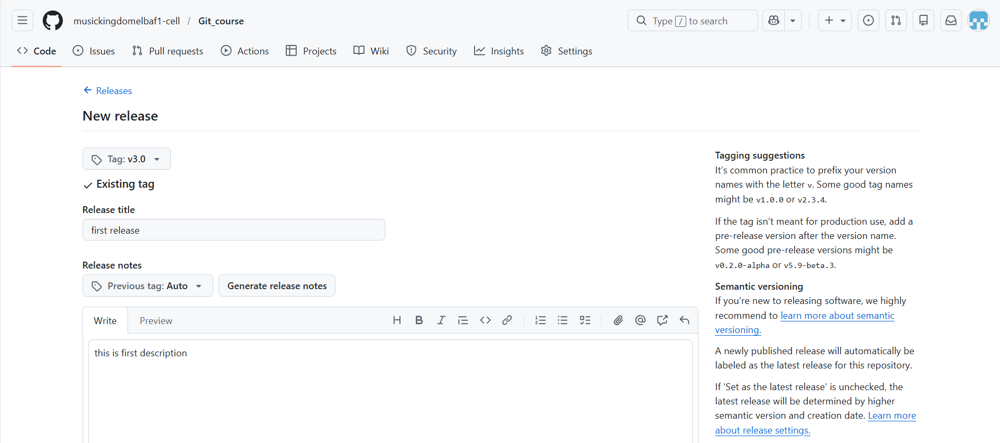 musickingdomelbaf1-cell / Git_course
Type / to search
Code Issues Pull requests Actions Projects Wiki Security Insights Settings
Releases
New release
Tag: v3.0
Existing tag
Release title
first release
Release notes
Previous tag: Auto Generate release notes
Write Preview
this is first description
Tagging suggestions
It’s common practice to prefix your version
names with the letter v. Some good tag names
might be v1.0.0 or v2.3.4.
If the tag isn’t meant for production use, add a
pre-release version after the version name.
Some good pre-release versions might be
v0.2.0-alpha or v5.9-beta.3.
Semantic versioning
If you’re new to releasing software, we highly
recommend to learn more about semantic
versioning.
A newly published release will automatically be
labeled as the latest release for this repository.
If 'Set as the latest release' is unchecked, the
latest release will be determined by higher
semantic version and creation date. Learn more
about release settings.